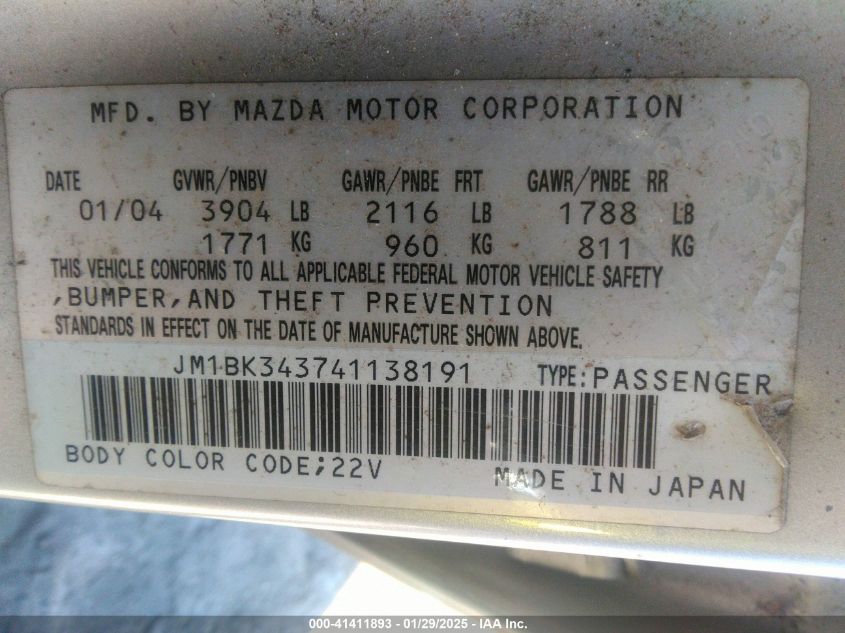 MFD. BY MAZDA MOTOR CORPORATION
DATE GVWR/PNBV GAWR/PNBE FRT GAWR/PNBE RR
01/04 3904 LB 2116 LB 1788 LB
1771 KG 960 KG 811 KG
THIS VEHICLE CONFORMS TO ALL APPLICABLE FEDERAL MOTOR VEHICLE SAFETY
,BUMPER,AND THEFT PREVENTION
STANDARDS IN EFFECT ON THE DATE OF MANUFACTURE SHOWN ABOVE.
JM1BK343741138191 TYPE:PASSENGER
BODY COLOR CODE;22V MADE IN JAPAN
000-41411893 - 01/29/2025 - IAA Inc.